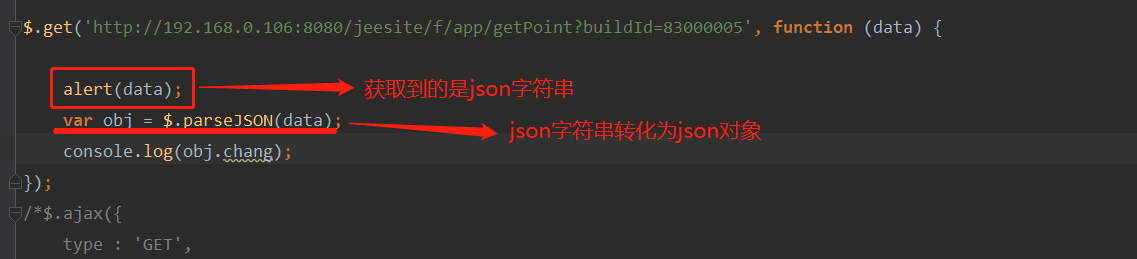 $.get('http://192.168.0.106:8080/jeesite/f/app/getPoint?buildId=83000005', function (data) {
alert(data); 获取到的是json字符串
var obj = $.parseJSON(data); json字符串转化为json对象
console.log(obj.chang);
});
/*$.ajax({
type : 'GET',